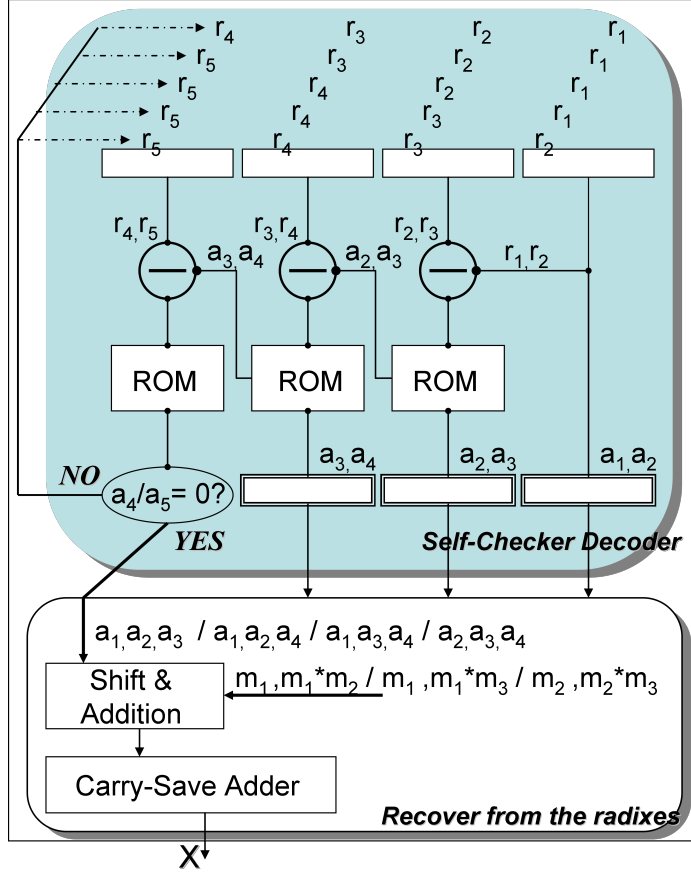 r4 r3 r2 r1
r5 r3 r2 r1
r5 r4 r2 r1
r5 r4 r3 r1
r5 r4 r3 r2
r4,r5 r3,r4 r2,r3
a3,a4 a2,a3 r1,r2
ROM ROM ROM
a3,a4 a2,a3 a1,a2
NO
a4/a5= 0?
YES
Self-Checker Decoder
a1,a2,a3 / a1,a2,a4 / a1,a3,a4 / a2,a3,a4
m1,m1*m2 / m1 ,m1*m3 / m2 ,m2*m3
Shift &
Addition
Carry-Save Adder
Recover from the radixes
X